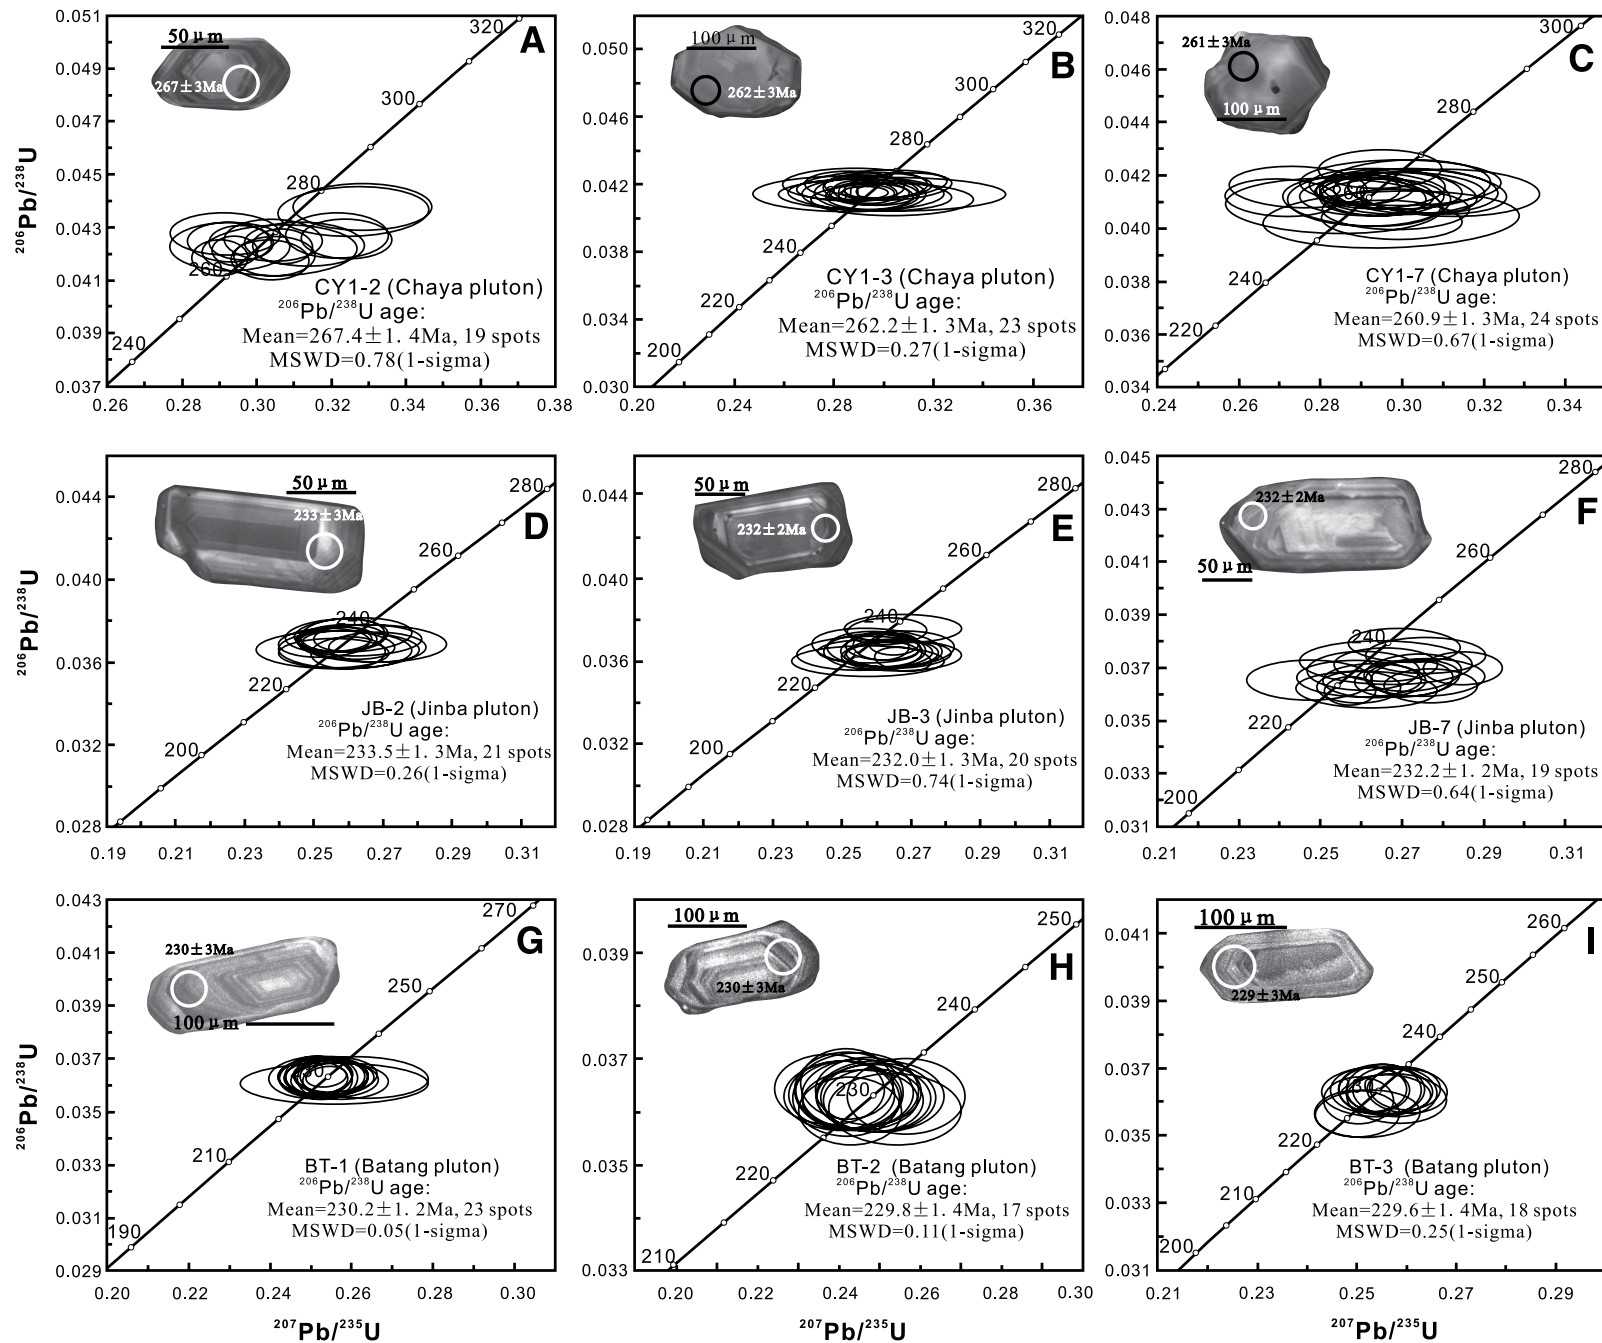 A
50 μm
267±3Ma
0.051
0.049
0.047
0.045
0.043
0.041
0.039
0.037
206Pb/238U
320
300
280
260
240
CY1-2 (Chaya pluton)
206Pb/238U age:
Mean=267.4±1. 4Ma, 19 spots
MSWD=0.78(1-sigma)
0.26 0.28 0.30 0.32 0.34 0.36 0.38
B
100 μm
262±3Ma
0.050
0.046
0.042
0.038
0.034
0.030
320
300
280
240
220
200
CY1-3 (Chaya pluton)
206Pb/238U age:
Mean=262.2±1. 3Ma, 23 spots
MSWD=0.27(1-sigma)
0.20 0.24 0.28 0.32 0.36
C
261±3Ma
100 μm
0.048
0.046
0.044
0.042
0.040
0.038
0.036
0.034
300
280
240
220
CY1-7 (Chaya pluton)
206Pb/238U age:
Mean=260.9±1. 3Ma, 24 spots
MSWD=0.67(1-sigma)
0.24 0.26 0.28 0.30 0.32 0.34
D
50 μm
233±3Ma
0.044
0.040
0.036
0.032
0.028
206Pb/238U
280
260
240
220
200
JB-2 (Jinba pluton)
206Pb/238U age:
Mean=233.5±1. 3Ma, 21 spots
MSWD=0.26(1-sigma)
0.19 0.21 0.23 0.25 0.27 0.29 0.31
E
50 μm
232±2Ma
0.044
0.040
0.036
0.032
0.028
280
260
240
220
200
JB-3 (Jinba pluton)
206Pb/238U age:
Mean=232.0±1. 3Ma, 20 spots
MSWD=0.74(1-sigma)
0.19 0.21 0.23 0.25 0.27 0.29 0.31
F
232±2Ma
50 μm
0.045
0.043
0.041
0.039
0.037
0.035
0.033
0.031
280
260
240
220
200
JB-7 (Jinba pluton)
206Pb/238U age:
Mean=232.2±1. 2Ma, 19 spots
MSWD=0.64(1-sigma)
0.21 0.23 0.25 0.27 0.29 0.31
G
230±3Ma
100 μm
0.043
0.041
0.039
0.037
0.035
0.033
0.031
0.029
206Pb/238U
270
250
210
190
BT-1 (Batang pluton)
206Pb/238U age:
Mean=230.2±1. 2Ma, 23 spots
MSWD=0.05(1-sigma)
0.20 0.22 0.24 0.26 0.28 0.30
207Pb/235U
H
100 μm
230±3Ma
0.039
0.037
0.035
0.033
250
240
230
220
210
BT-2 (Batang pluton)
206Pb/238U age:
Mean=229.8±1. 4Ma, 17 spots
MSWD=0.11(1-sigma)
0.20 0.22 0.24 0.26 0.28 0.30
207Pb/235U
I
100 μm
229±3Ma
0.041
0.039
0.037
0.035
0.033
0.031
260
250
240
220
210
200
BT-3 (Batang pluton)
206Pb/238U age:
Mean=229.6±1. 4Ma, 18 spots
MSWD=0.25(1-sigma)
0.21 0.23 0.25 0.27 0.29
207Pb/235U